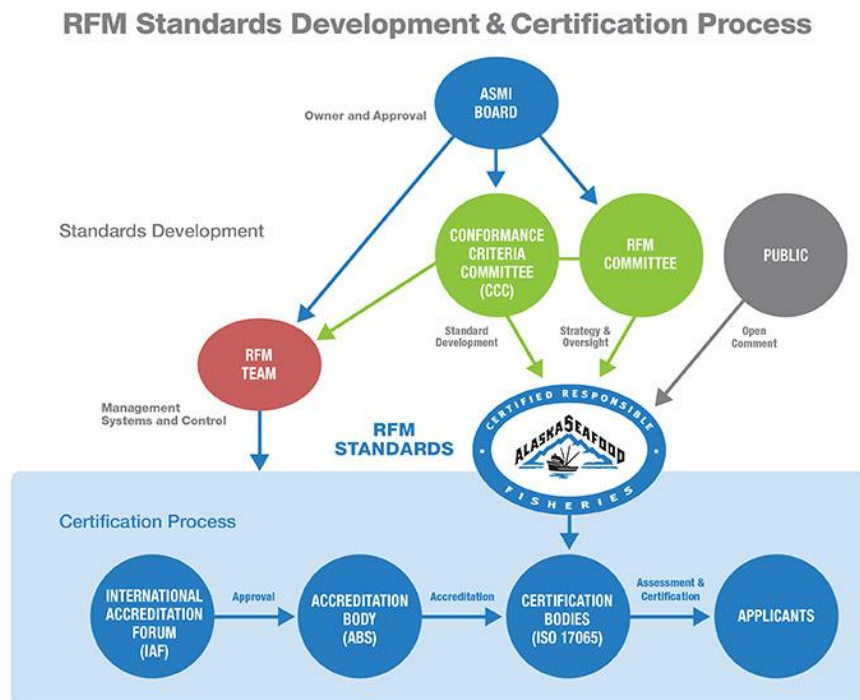 RFM Standards Development & Certification Process
ASMI
BOARD
Owner and Approval
Standards Development
CONFORMANCE
CRITERIA
COMMITTEE
(CCC)
RFM
COMMITTEE
PUBLIC
Standard
Development
Strategy &
Oversight
Open
Comment
RFM
TEAM
Management
Systems and Control
RFM
STANDARDS
CERTIFIED RESPONSIBLE
ALASKA SEAFOOD
FISHERIES
Certification Process
INTERNATIONAL
ACCREDITATION
FORUM
(IAF)
Approval
ACCREDITATION
BODY
(ABS)
Accreditation
CERTIFICATION
BODIES
(ISO 17065)
Assessment &
Certification
APPLICANTS